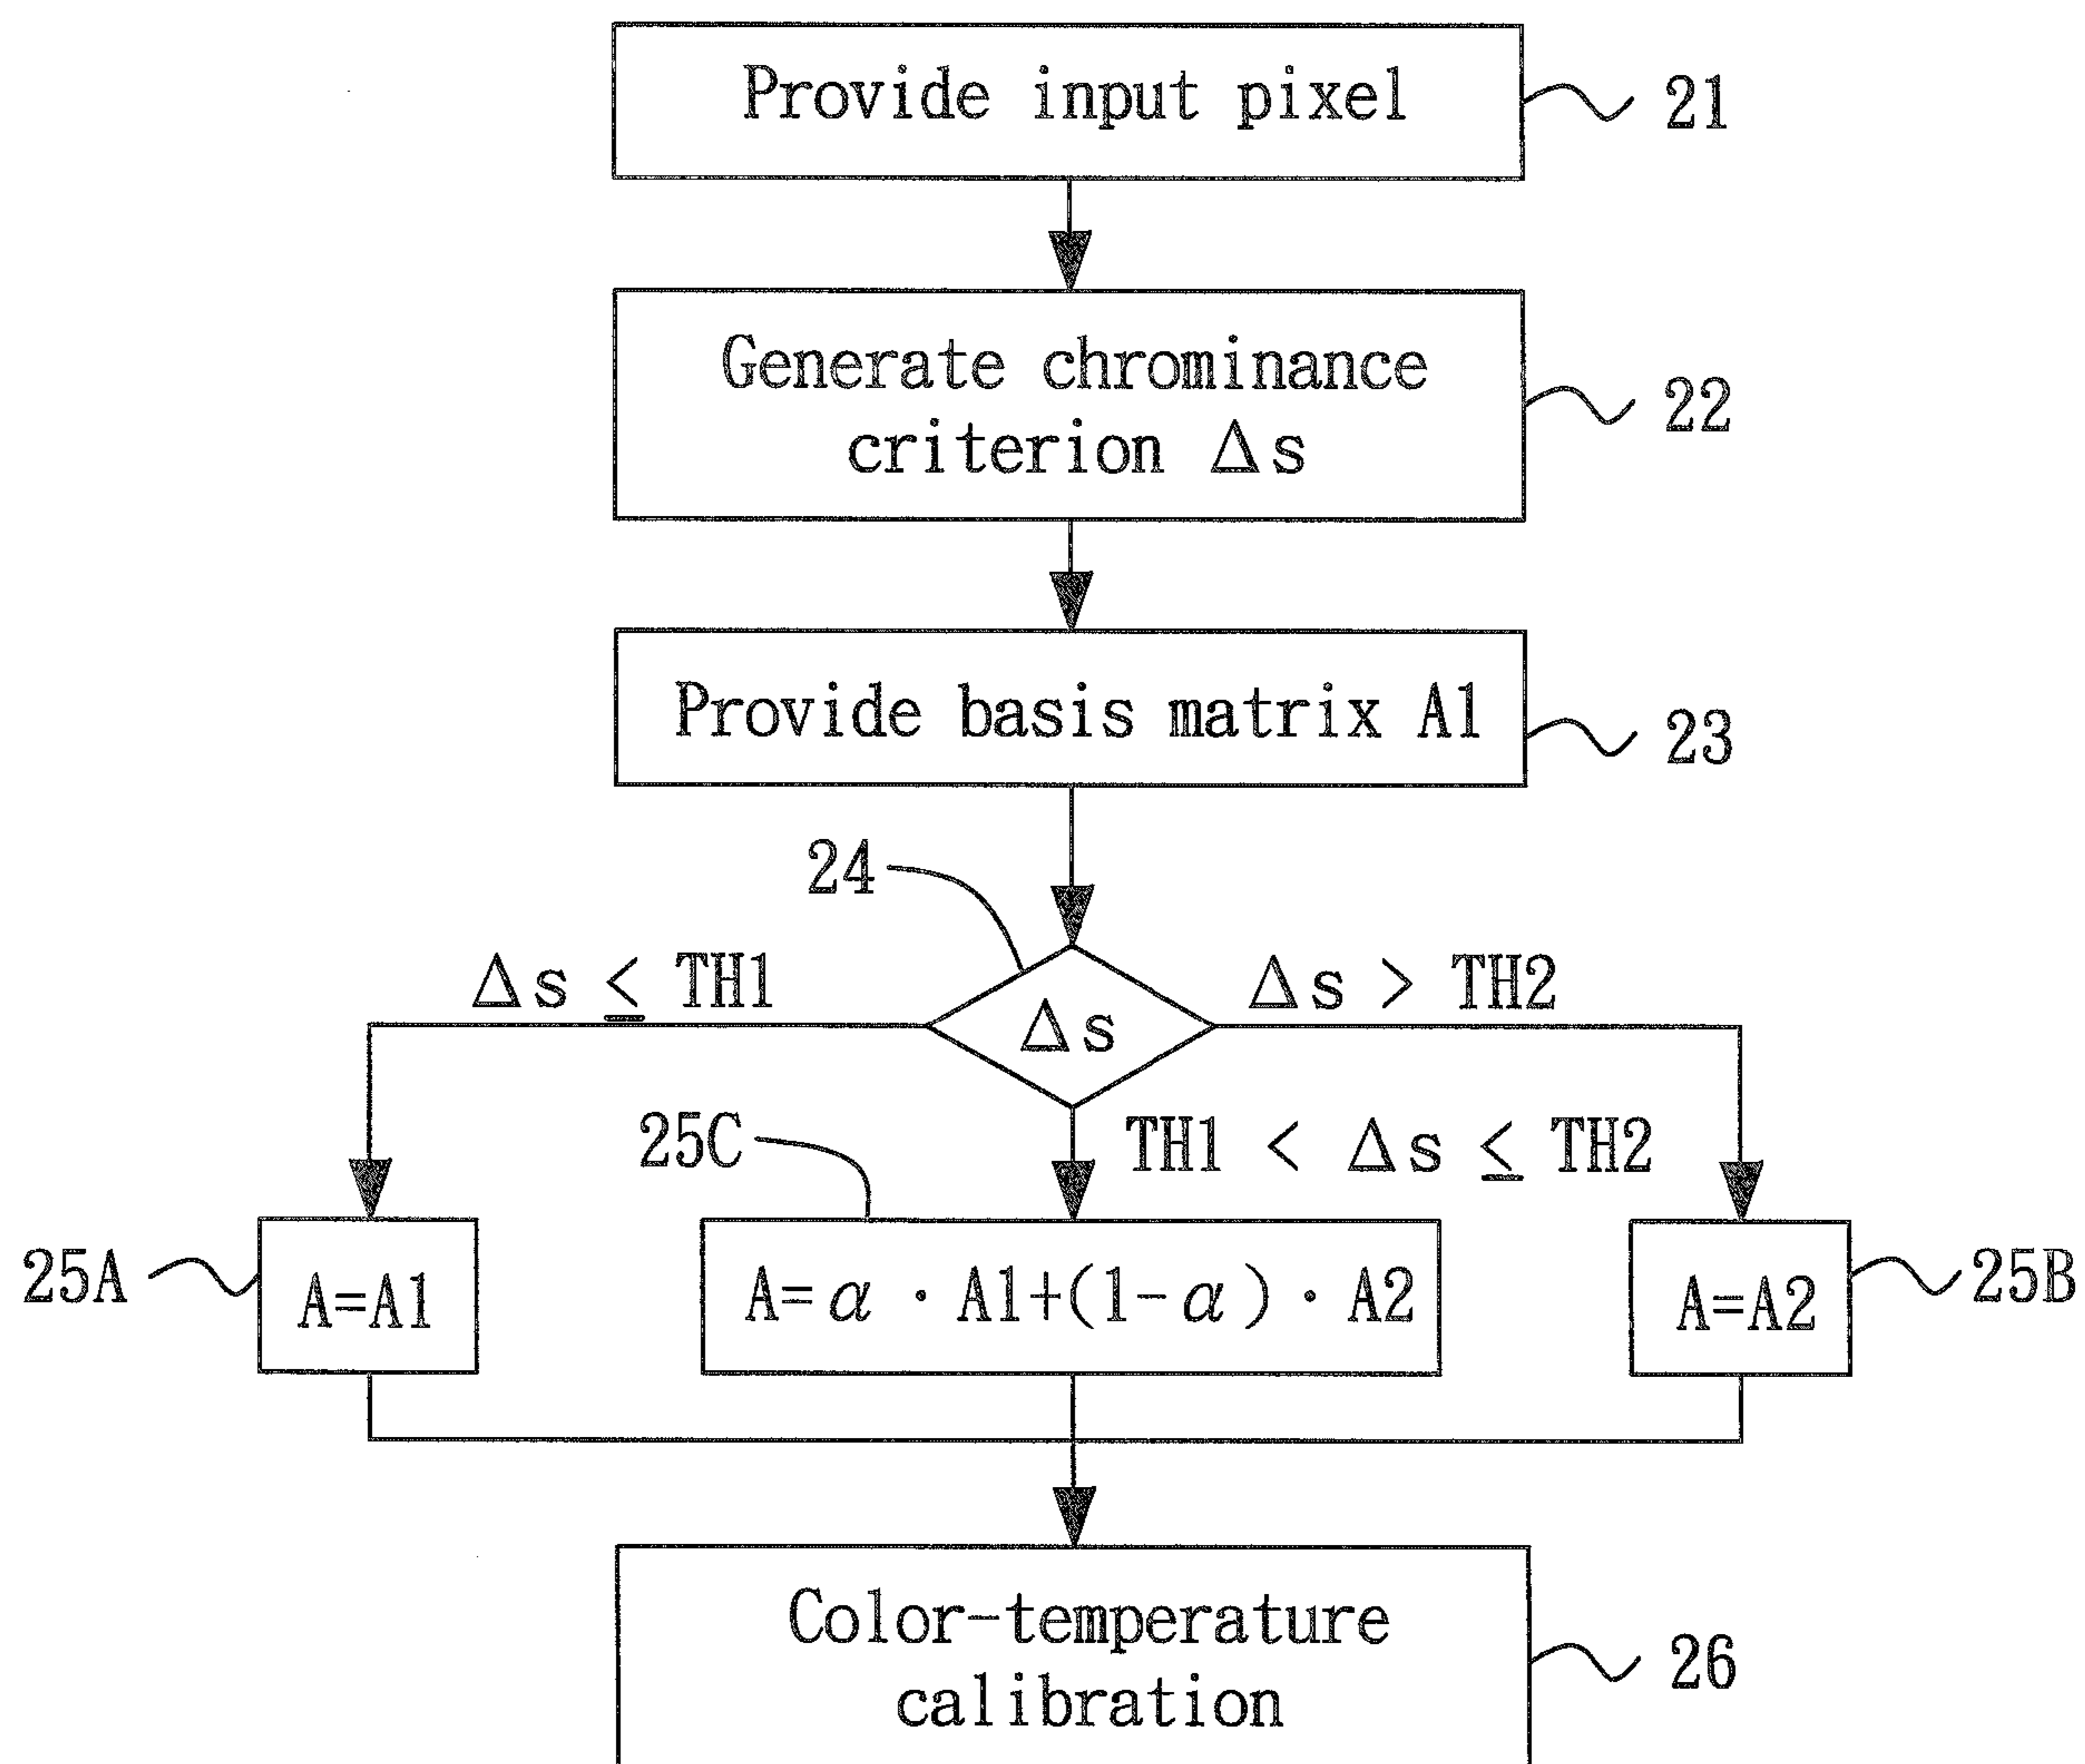 Provide input pixel
21
Generate chrominance
criterion Δs
22
Provide basis matrix A1
23
24
Δs ≤ TH1
Δs
Δs > TH2
25C
TH1 < Δs ≤ TH2
25A
A=A1
A=α · A1+(1-α) · A2
A=A2
25B
Color-temperature
calibration
26